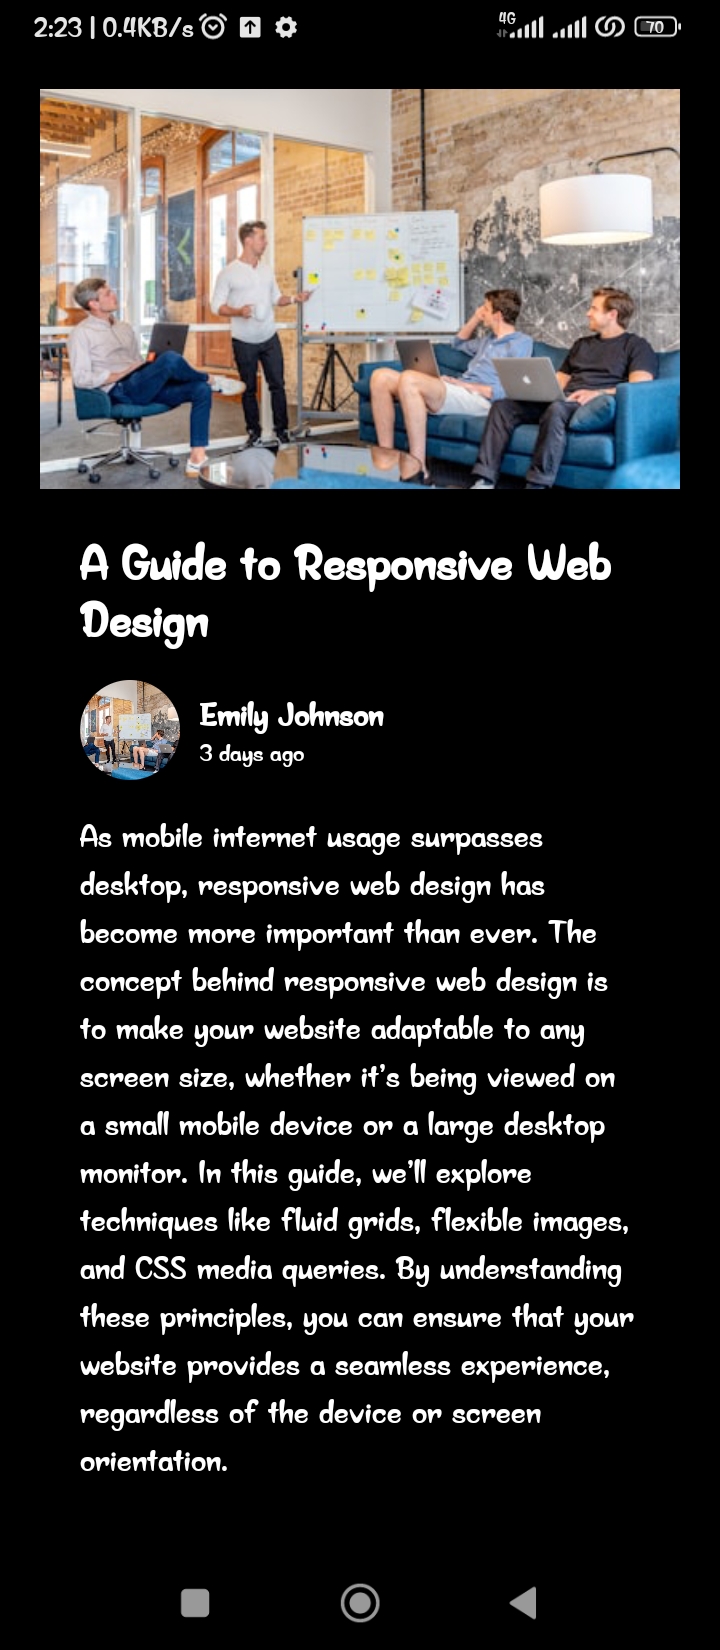 2:23 | 0.4KB/s
4G
70
A Guide to Responsive Web
Design
Emily Johnson
3 days ago
As mobile internet usage surpasses
desktop, responsive web design has
become more important than ever. The
concept behind responsive web design is
to make your website adaptable to any
screen size, whether it’s being viewed on
a small mobile device or a large desktop
monitor. In this guide, we’ll explore
techniques like fluid grids, flexible images,
and CSS media queries. By understanding
these principles, you can ensure that your
website provides a seamless experience,
regardless of the device or screen
orientation.